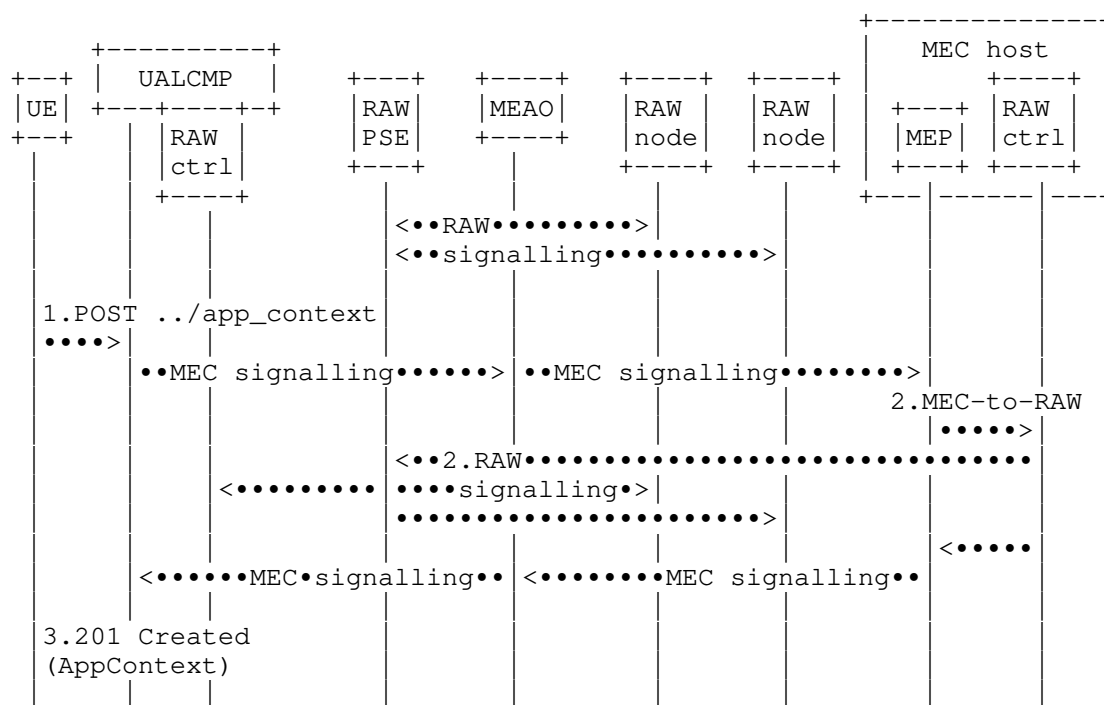 MEC host
UALCMP
UE RAW MEAO RAW RAW MEP RAW
RAW PSE node node ctrl
ctrl
RAW
signalling
1.POST ../app_context
MEC signalling MEC signalling
2.MEC-to-RAW
2.RAW
signalling
MEC signalling MEC signalling
3.201 Created
(AppContext)